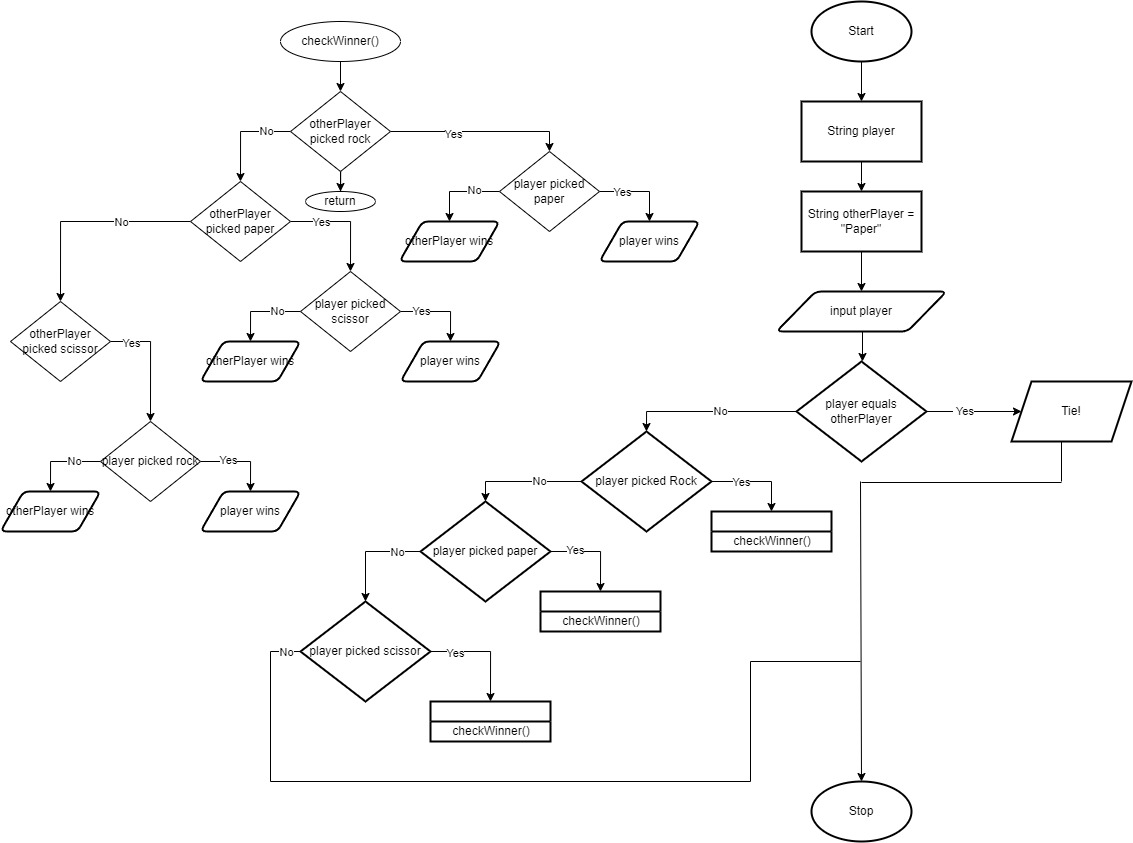 checkWinner()
otherPlayer
picked rock
No
Yes
return
otherPlayer
picked paper
No
Yes
player picked
paper
No
Yes
otherPlayer wins
player wins
otherPlayer
picked scissor
Yes
player picked
scissor
No
Yes
otherPlayer wins
player wins
player picked rock
No
Yes
otherPlayer wins
player wins
Start
String player
String otherPlayer =
"Paper"
input player
player equals
otherPlayer
No
Yes
Tie!
player picked Rock
No
Yes
checkWinner()
player picked paper
No
Yes
checkWinner()
player picked scissor
No
Yes
checkWinner()
Stop